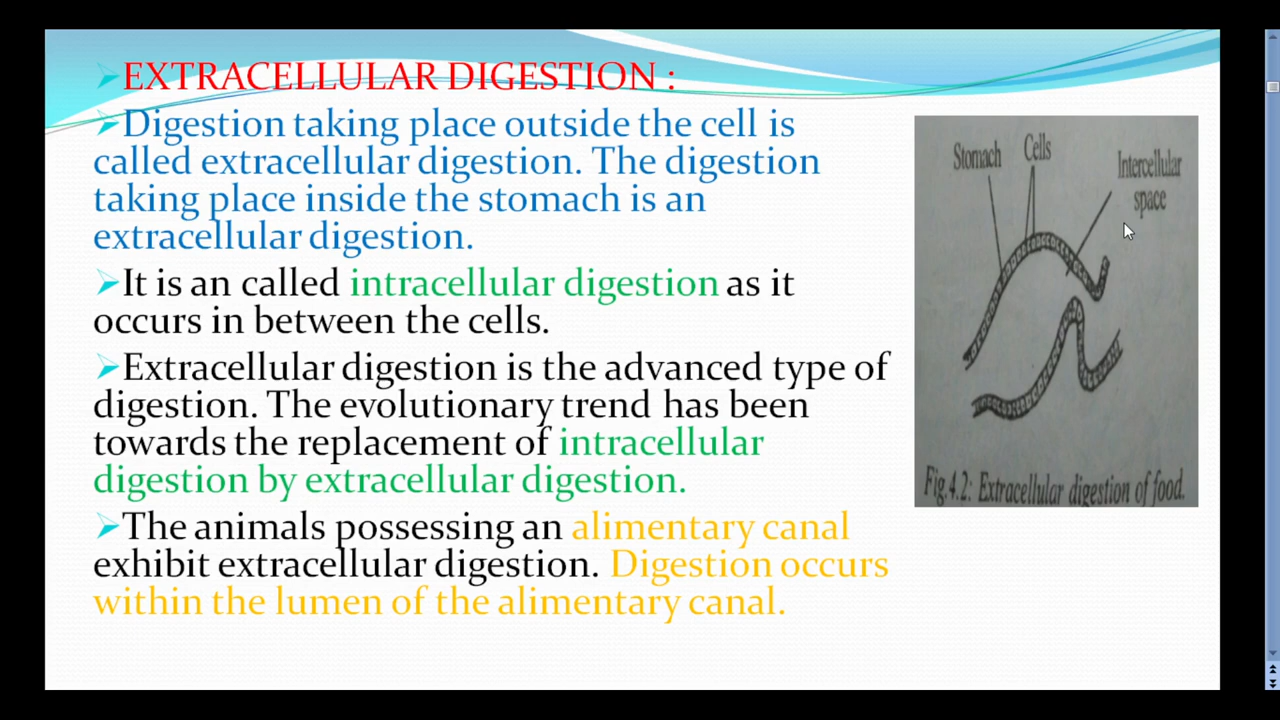 EXTRACELLULAR DIGESTION :
Digestion taking place outside the cell is
called extracellular digestion. The digestion
taking place inside the stomach is an
extracellular digestion.
It is an called intracellular digestion as it
occurs in between the cells.
Extracellular digestion is the advanced type of
digestion. The evolutionary trend has been
towards the replacement of intracellular
digestion by extracellular digestion.
The animals possessing an alimentary canal
exhibit extracellular digestion. Digestion occurs
within the lumen of the alimentary canal.
Stomach
Cells
Intercellular
space
Fig.4.2: Extracellular digestion of food.